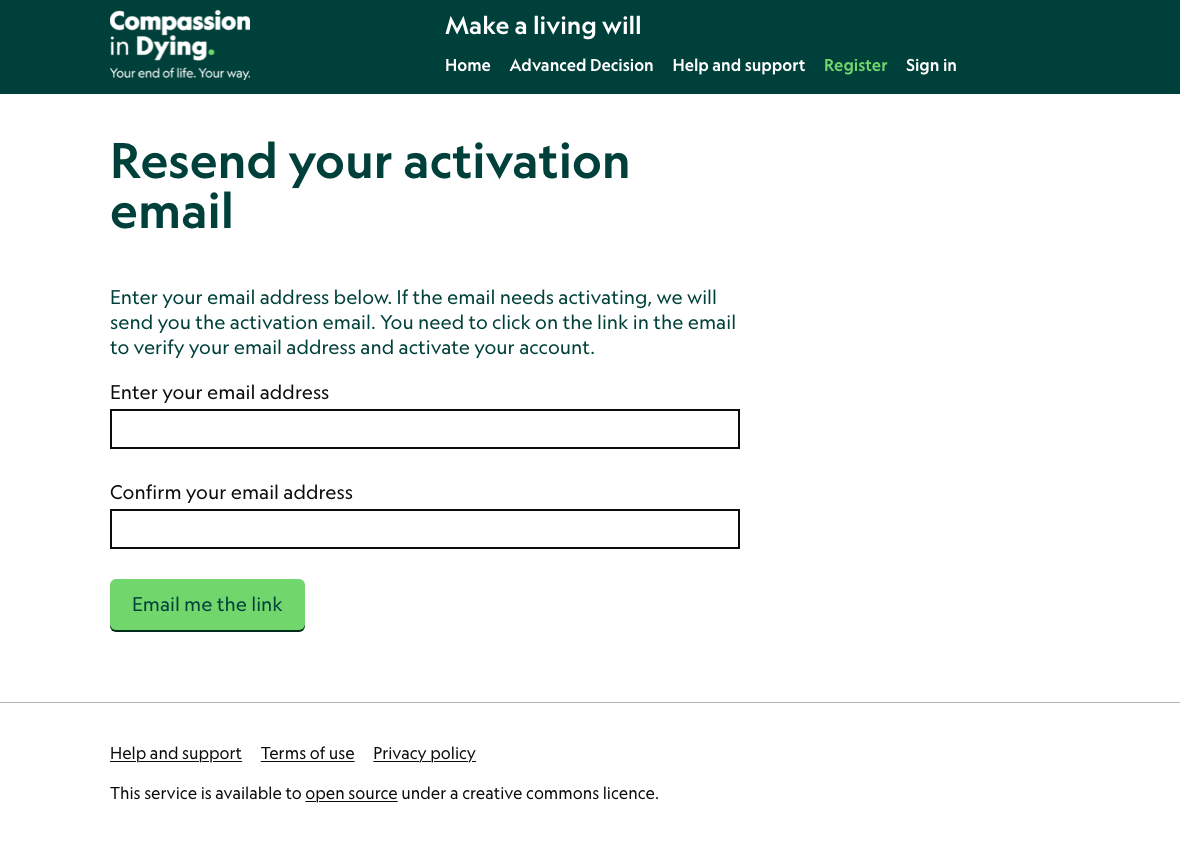 Compassion
in Dying.
Your end of life. Your way.
Make a living will
Home Advanced Decision Help and support Register Sign in
Resend your activation
email
Enter your email address below. If the email needs activating, we will
send you the activation email. You need to click on the link in the email
to verify your email address and activate your account.
Enter your email address
Confirm your email address
Email me the link
Help and support Terms of use Privacy policy
This service is available to open source under a creative commons licence.